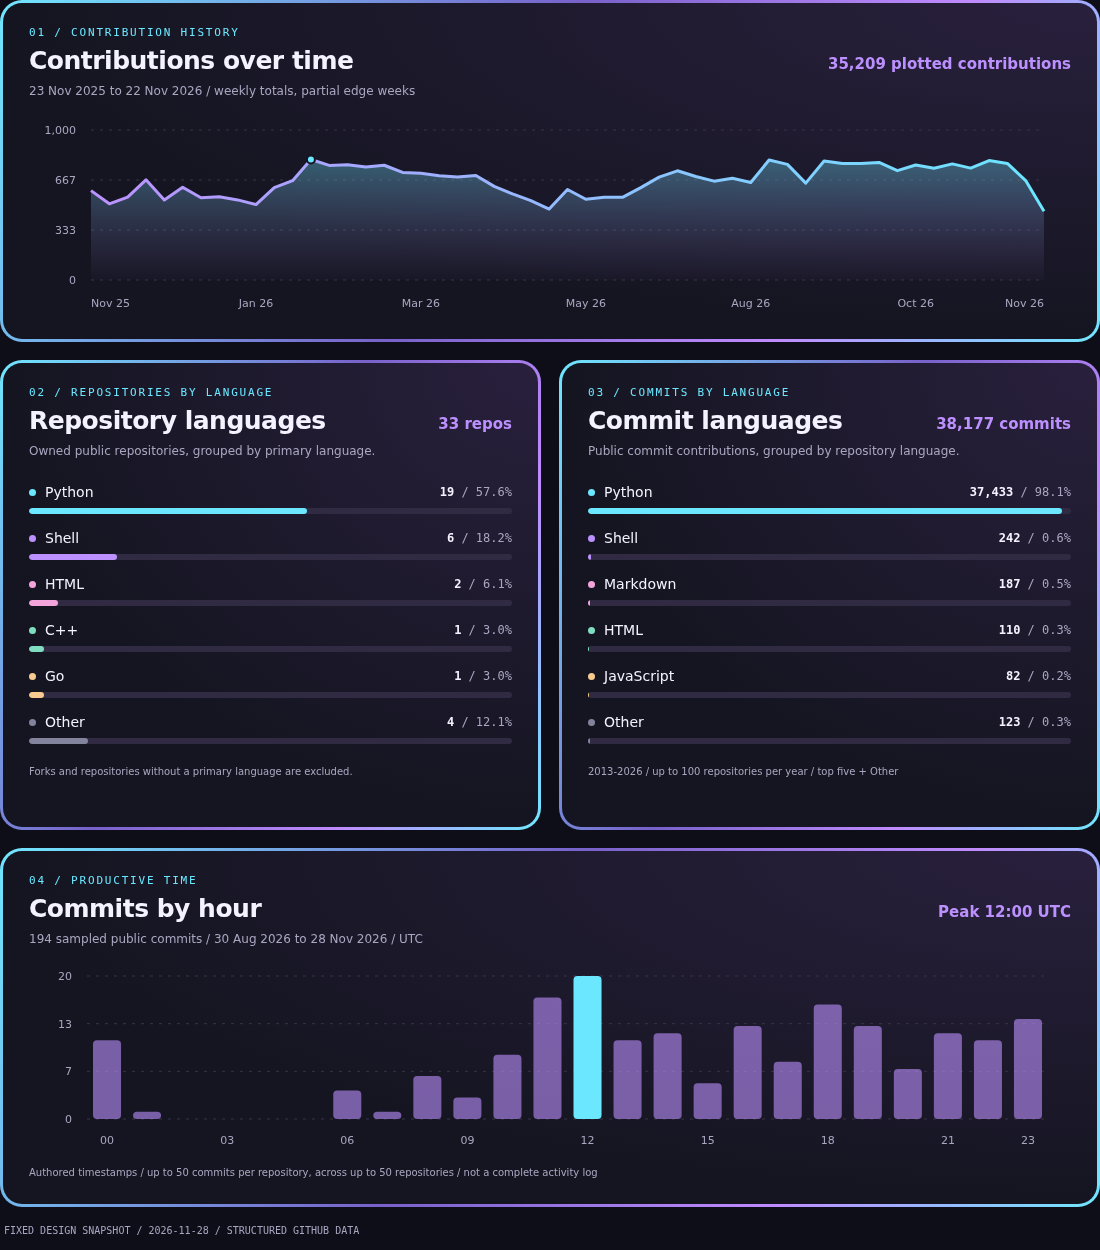 01 / CONTRIBUTION HISTORY
Contributions over time
35,209 plotted contributions
23 Nov 2025 to 22 Nov 2026 / weekly totals, partial edge weeks
1,000
667
333
0
Nov 25 Jan 26 Mar 26 May 26 Aug 26 Oct 26 Nov 26
02 / REPOSITORIES BY LANGUAGE
Repository languages
33 repos
Owned public repositories, grouped by primary language.
Python 19 / 57.6%
Shell 6 / 18.2%
HTML 2 / 6.1%
C++ 1 / 3.0%
Go 1 / 3.0%
Other 4 / 12.1%
Forks and repositories without a primary language are excluded.
03 / COMMITS BY LANGUAGE
Commit languages
38,177 commits
Public commit contributions, grouped by repository language.
Python 37,433 / 98.1%
Shell 242 / 0.6%
Markdown 187 / 0.5%
HTML 110 / 0.3%
JavaScript 82 / 0.2%
Other 123 / 0.3%
2013-2026 / up to 100 repositories per year / top five + Other
04 / PRODUCTIVE TIME
Commits by hour
Peak 12:00 UTC
194 sampled public commits / 30 Aug 2026 to 28 Nov 2026 / UTC
20
13
7
0
00 03 06 09 12 15 18 21 23
Authored timestamps / up to 50 commits per repository, across up to 50 repositories / not a complete activity log
FIXED DESIGN SNAPSHOT / 2026-11-28 / STRUCTURED GITHUB DATA